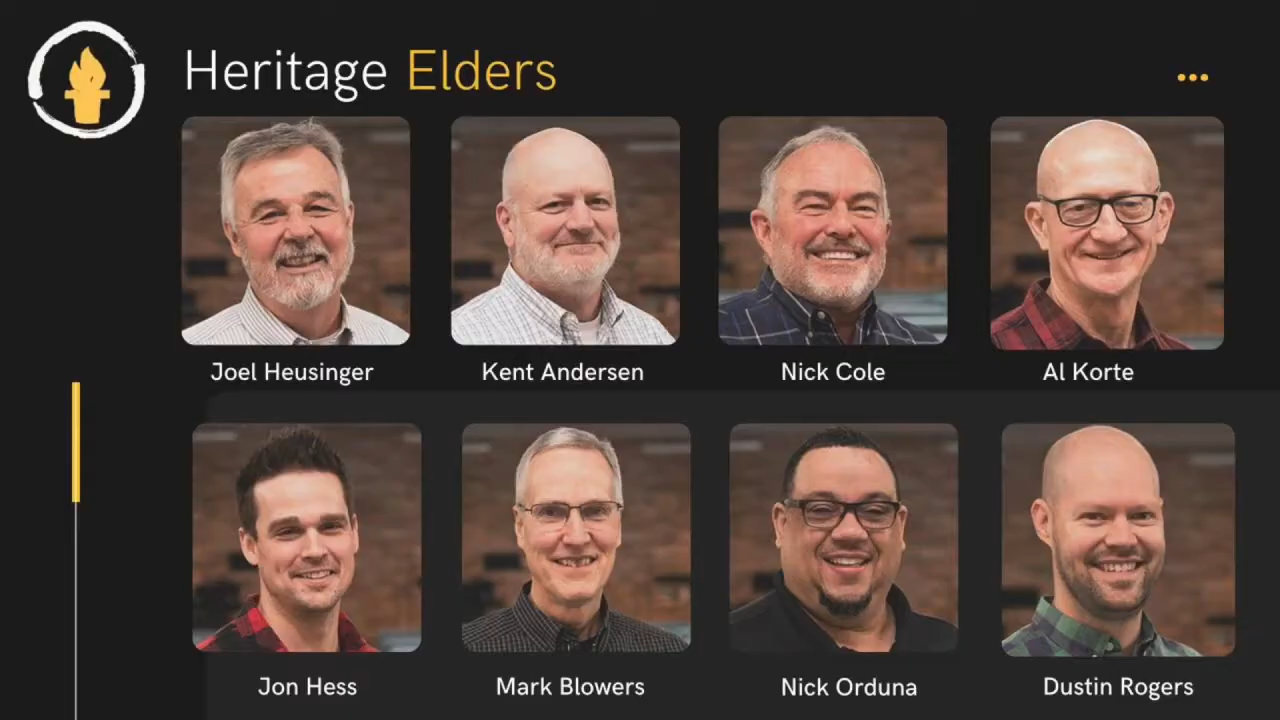 Heritage Elders
Joel Heusinger
Kent Andersen
Nick Cole
Al Korte
Jon Hess
Mark Blowers
Nick Orduna
Dustin Rogers